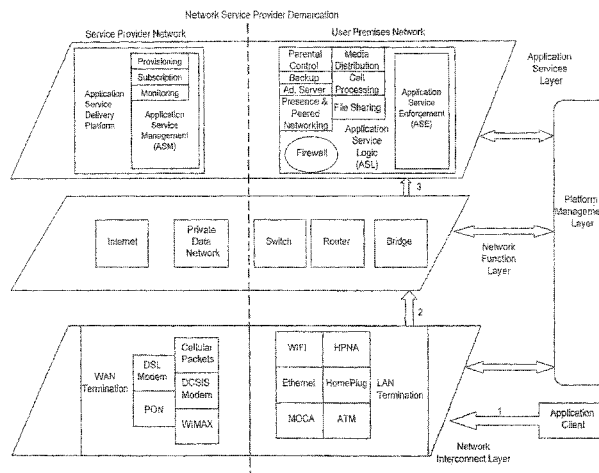 Network Service Provider Demarcation
Service Provider Network
User Premises Network
Application
Service
Delivery
Platform
Provisioning
Subscription
Monitoring
Application
Service
Management
(ASM)
Parental
Control
Backup
Ad. Server
Presence &
Peered
Networking
Firewall
Media
Distribution
Call
Processing
File Sharing
Application
Service
Logic
(ASL)
Application
Service
Enforcement
(ASE)
Application
Services
Layer
3
Internet
Private
Data
Network
Switch
Router
Bridge
Network
Function
Layer
Platform
Manageme
Layer
2
WAN
Termination
DSL
Modem
PON
Cellular
Packets
DCSIS
Modem
WiMAX
WIFI
HPNA
Ethernet
HomePlug
MOCA
ATM
LAN
Termination
1
Application
Client
Network
Interconnect Layer